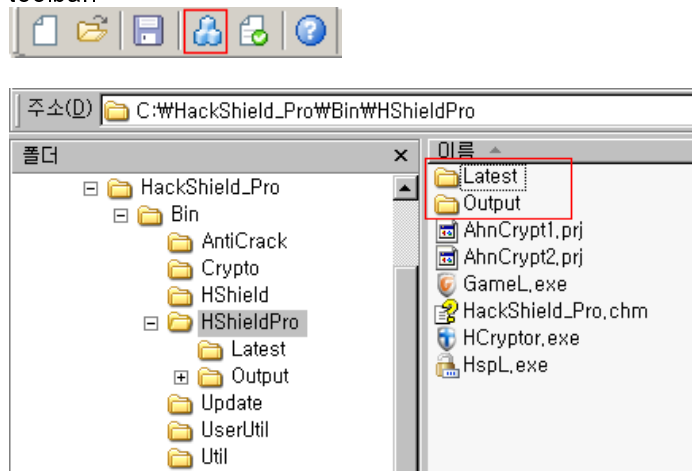 주소(D) C:₩HackShield_Pro₩Bin₩HShieldPro
폴더
이름
HackShield_Pro
Bin
AntiCrack
Crypto
HShield
HShieldPro
Latest
Output
Update
UserUtil
Util
Latest
Output
AhnCrypt1.prj
AhnCrypt2.prj
GameL.exe
HackShield_Pro.chm
HCryptor.exe
HspL.exe